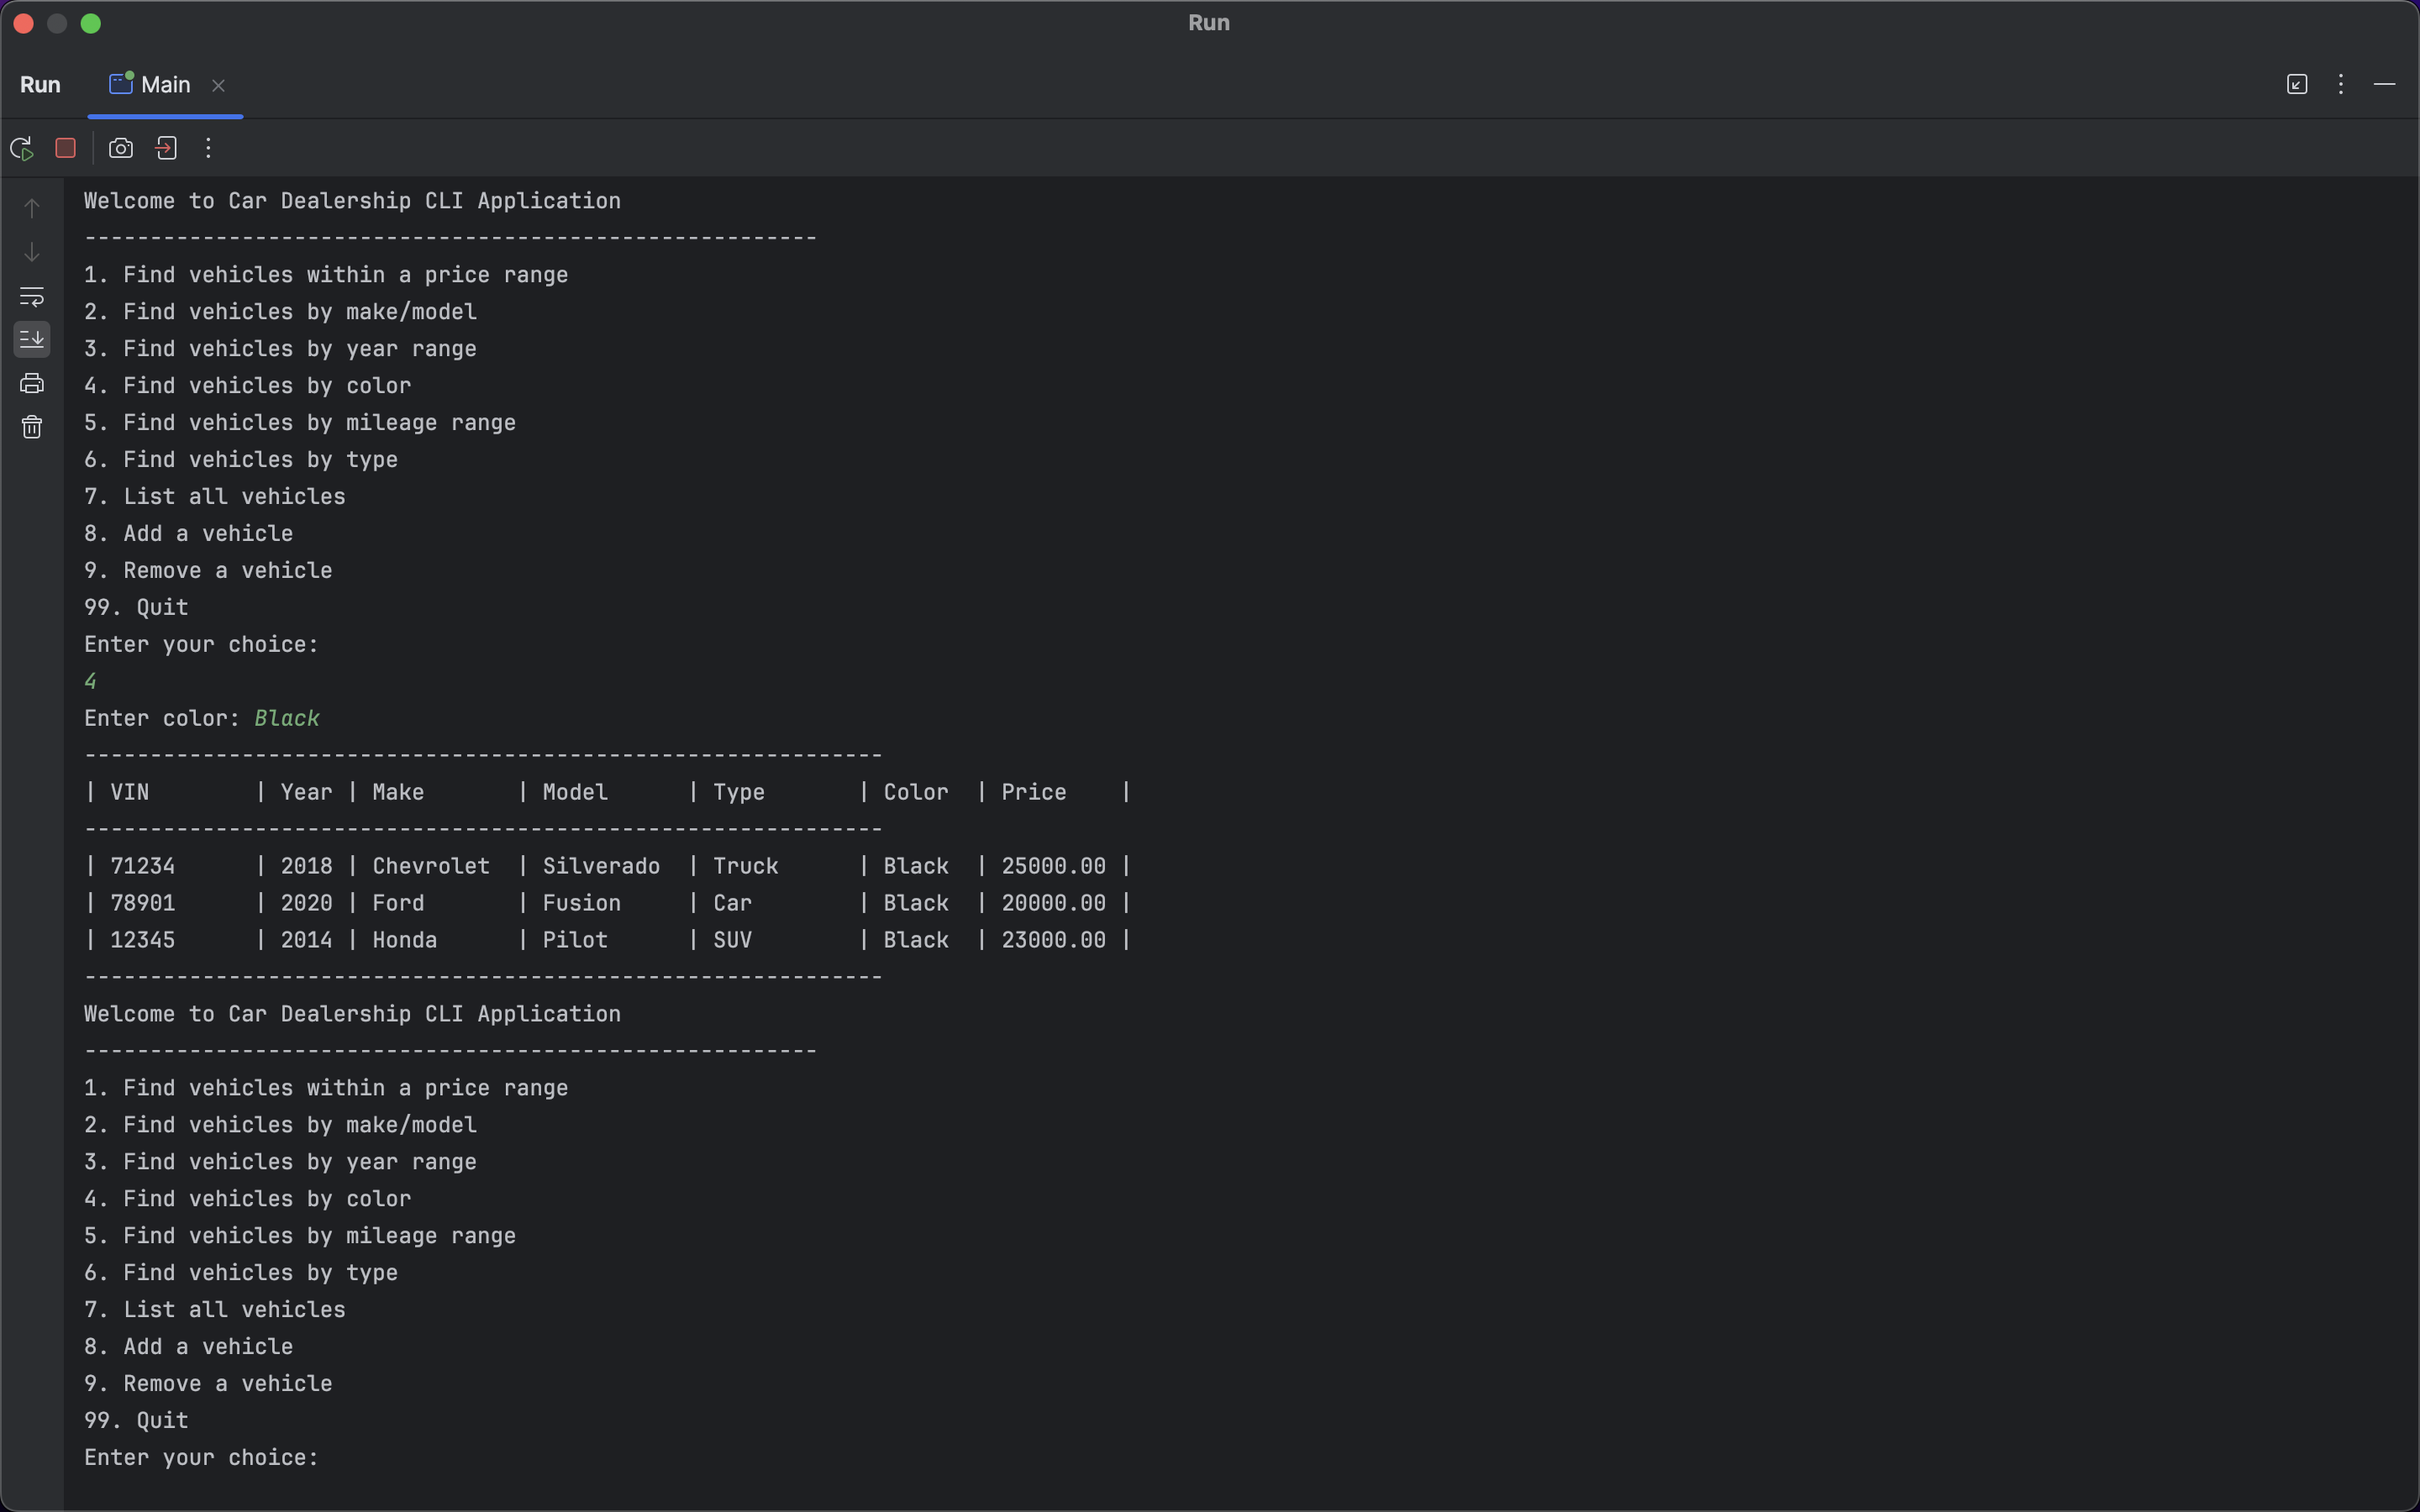 Run
Run Main
Welcome to Car Dealership CLI Application
--------------------------------------------------------
1. Find vehicles within a price range
2. Find vehicles by make/model
3. Find vehicles by year range
4. Find vehicles by color
5. Find vehicles by mileage range
6. Find vehicles by type
7. List all vehicles
8. Add a vehicle
9. Remove a vehicle
99. Quit
Enter your choice:
4
Enter color: Black
-------------------------------------------------------------
| VIN        | Year | Make       | Model      | Type       | Color  | Price    |
-------------------------------------------------------------
| 71234      | 2018 | Chevrolet  | Silverado  | Truck      | Black  | 25000.00 |
| 78901      | 2020 | Ford       | Fusion     | Car        | Black  | 20000.00 |
| 12345      | 2014 | Honda      | Pilot      | SUV        | Black  | 23000.00 |
-------------------------------------------------------------
Welcome to Car Dealership CLI Application
--------------------------------------------------------
1. Find vehicles within a price range
2. Find vehicles by make/model
3. Find vehicles by year range
4. Find vehicles by color
5. Find vehicles by mileage range
6. Find vehicles by type
7. List all vehicles
8. Add a vehicle
9. Remove a vehicle
99. Quit
Enter your choice: